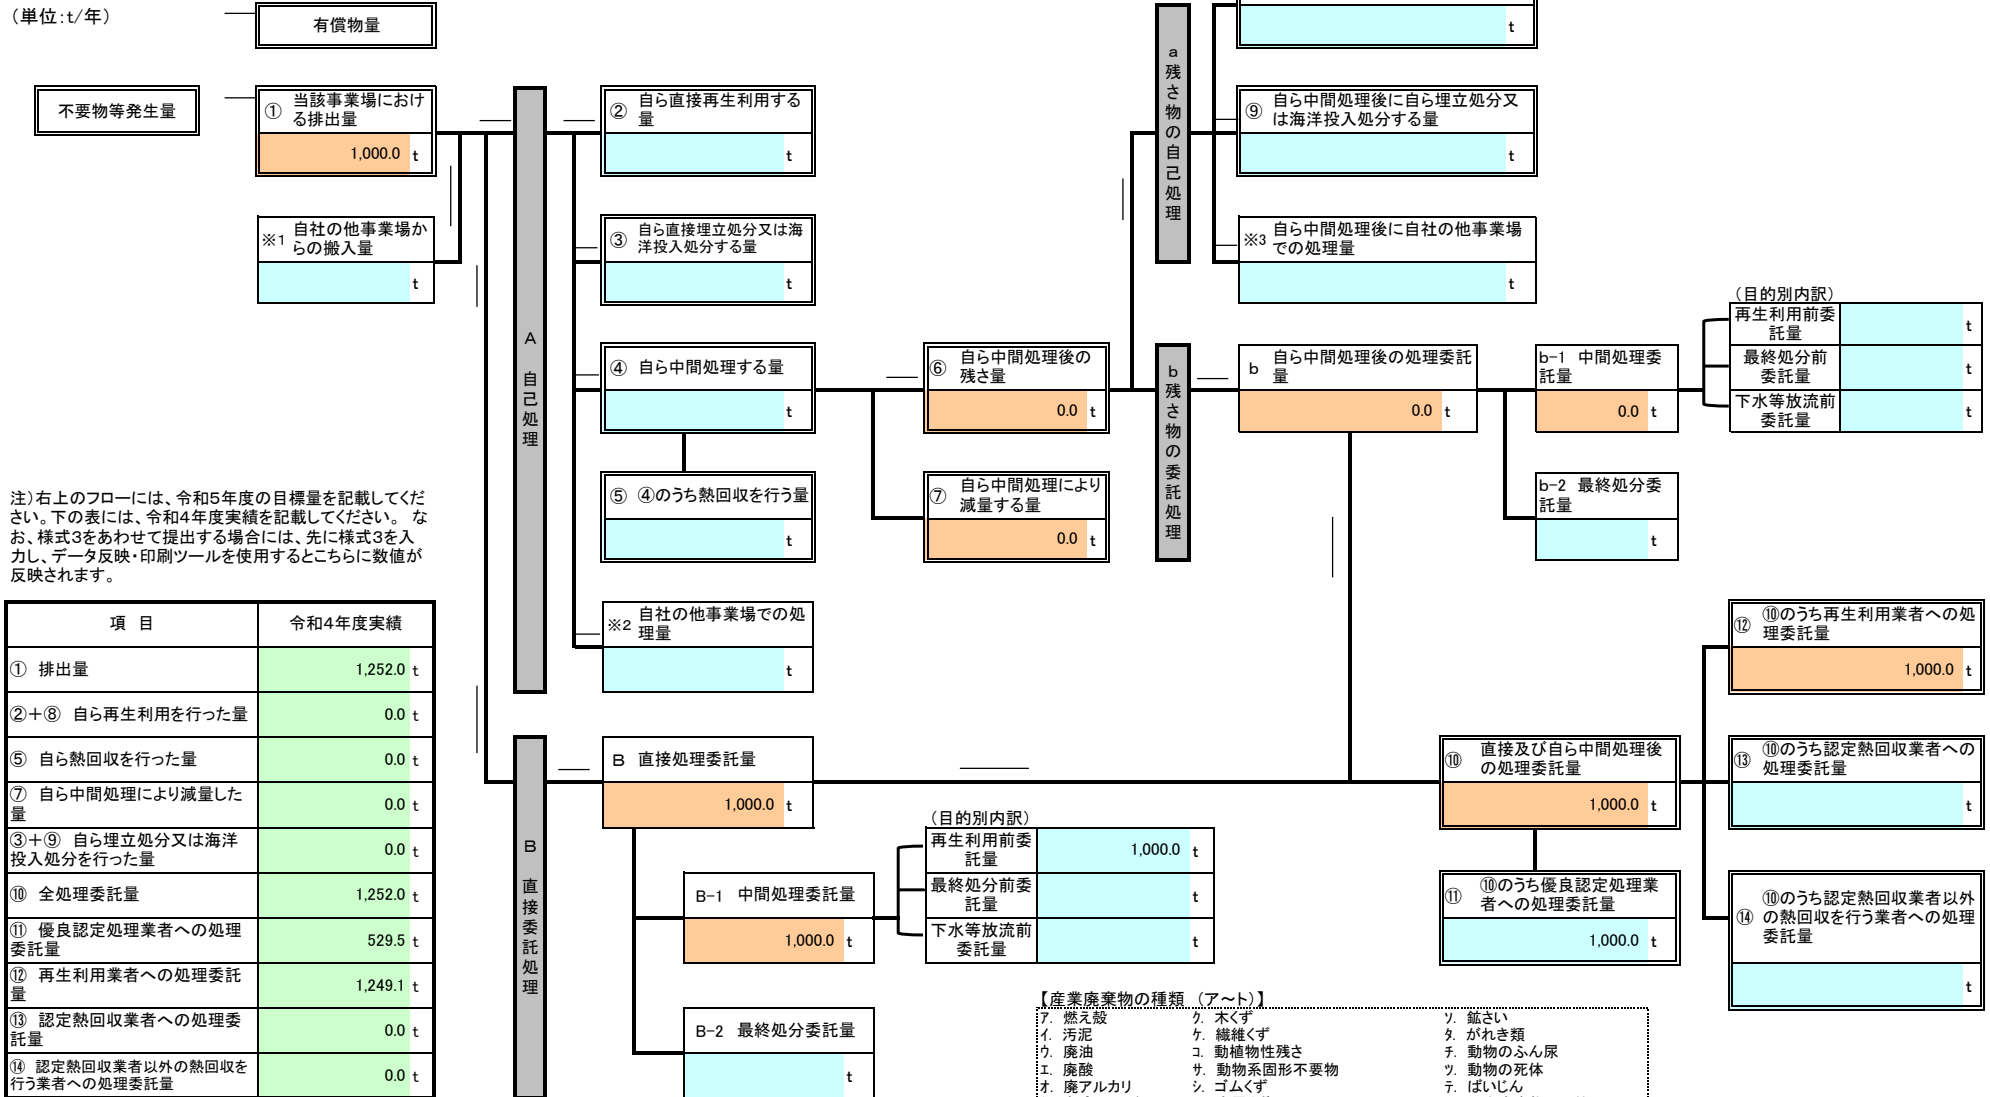 （単位:t/年）
有償物量
t
不要物等発生量
① 当該事業場におけ
る排出量
1,000.0 t
※1 自社の他事業場か
らの搬入量
t
A 自己処理
② 自ら直接再生利用する
量
t
③ 自ら直接埋立処分又は海
洋投入処分する量
t
④ 自ら中間処理する量
t
⑤ ④のうち熱回収を行う量
t
※2 自社の他事業場での処
理量
t
⑥ 自ら中間処理後の
残さ量
0.0 t
⑦ 自ら中間処理により
減量する量
0.0 t
a 残さ物の自己処理
⑨ 自ら中間処理後に自ら埋立処分又
は海洋投入処分する量
t
※3 自ら中間処理後に自社の他事業場
での処理量
t
b 残さ物の委託処理
b 自ら中間処理後の処理委託
量
0.0 t
b-1 中間処理委
託量
0.0 t
（目的別内訳）
再生利用前委
託量
t
最終処分前
委託量
t
下水等放流前
委託量
t
b-2 最終処分委
託量
t
注）右上のフローには、令和5年度の目標量を記載してくだ
さい。下の表には、令和4年度実績を記載してください。 な
お、様式3をあわせて提出する場合には、先に様式3を入
力し、データ反映・印刷ツールを使用するとこちらに数値が
反映されます。
項 目 令和4年度実績
① 排出量 1,252.0 t
②＋⑧ 自ら再生利用を行った量 0.0 t
⑤ 自ら熱回収を行った量 0.0 t
⑦ 自ら中間処理により減量した
量 0.0 t
③＋⑨ 自ら埋立処分又は海洋
投入処分を行った量 0.0 t
⑩ 全処理委託量 1,252.0 t
⑪ 優良認定処理業者への処理
委託量 529.5 t
⑫ 再生利用業者への処理委託
量 1,249.1 t
⑬ 認定熱回収業者への処理委
託量 0.0 t
⑭ 認定熱回収業者以外の熱回収を
行う業者への処理委託量 0.0 t
B 直接委託処理
B 直接処理委託量
1,000.0 t
B-1 中間処理委託量
1,000.0 t
（目的別内訳）
再生利用前委
託量
1,000.0 t
最終処分前委
託量
t
下水等放流前
委託量
t
B-2 最終処分委託量
t
⑩ 直接及び自ら中間処理後
の処理委託量
1,000.0 t
⑪ ⑩のうち優良認定処理業
者への処理委託量
1,000.0 t
⑫ ⑩のうち再生利用業者への処
理委託量
1,000.0 t
⑬ ⑩のうち認定熱回収業者への
処理委託量
t
⑭ ⑩のうち認定熱回収業者以外
の熱回収を行う業者への処理
委託量
t
【産業廃棄物の種類 （ア～ト）】
ｱ. 燃え殻 ｸ. 木くず ｿ. 鉱さい
ｲ. 汚泥 ｹ. 繊維くず ﾀ. がれき類
ｳ. 廃油 ｺ. 動植物性残さ ﾁ. 動物のふん尿
ｴ. 廃酸 ｻ. 動物系固形不要物 ﾂ. 動物の死体
ｵ. 廃アルカリ ｼ. ゴムくず ﾃ. ばいじん